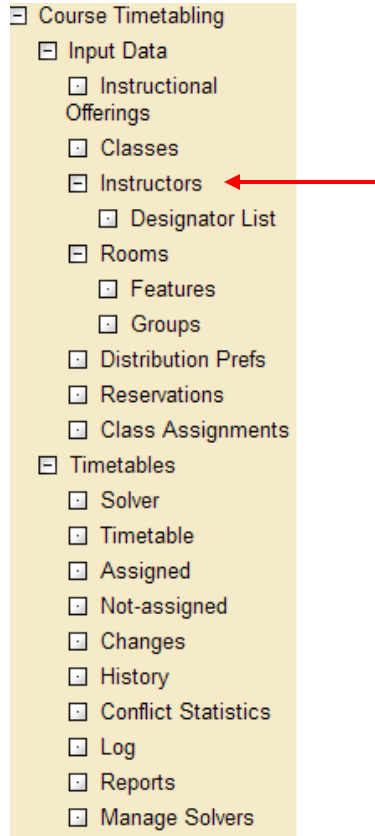 Course Timetabling
Input Data
Instructional
Offerings
Classes
Instructors
Designator List
Rooms
Features
Groups
Distribution Prefs
Reservations
Class Assignments
Timetables
Solver
Timetable
Assigned
Not-assigned
Changes
History
Conflict Statistics
Log
Reports
Manage Solvers